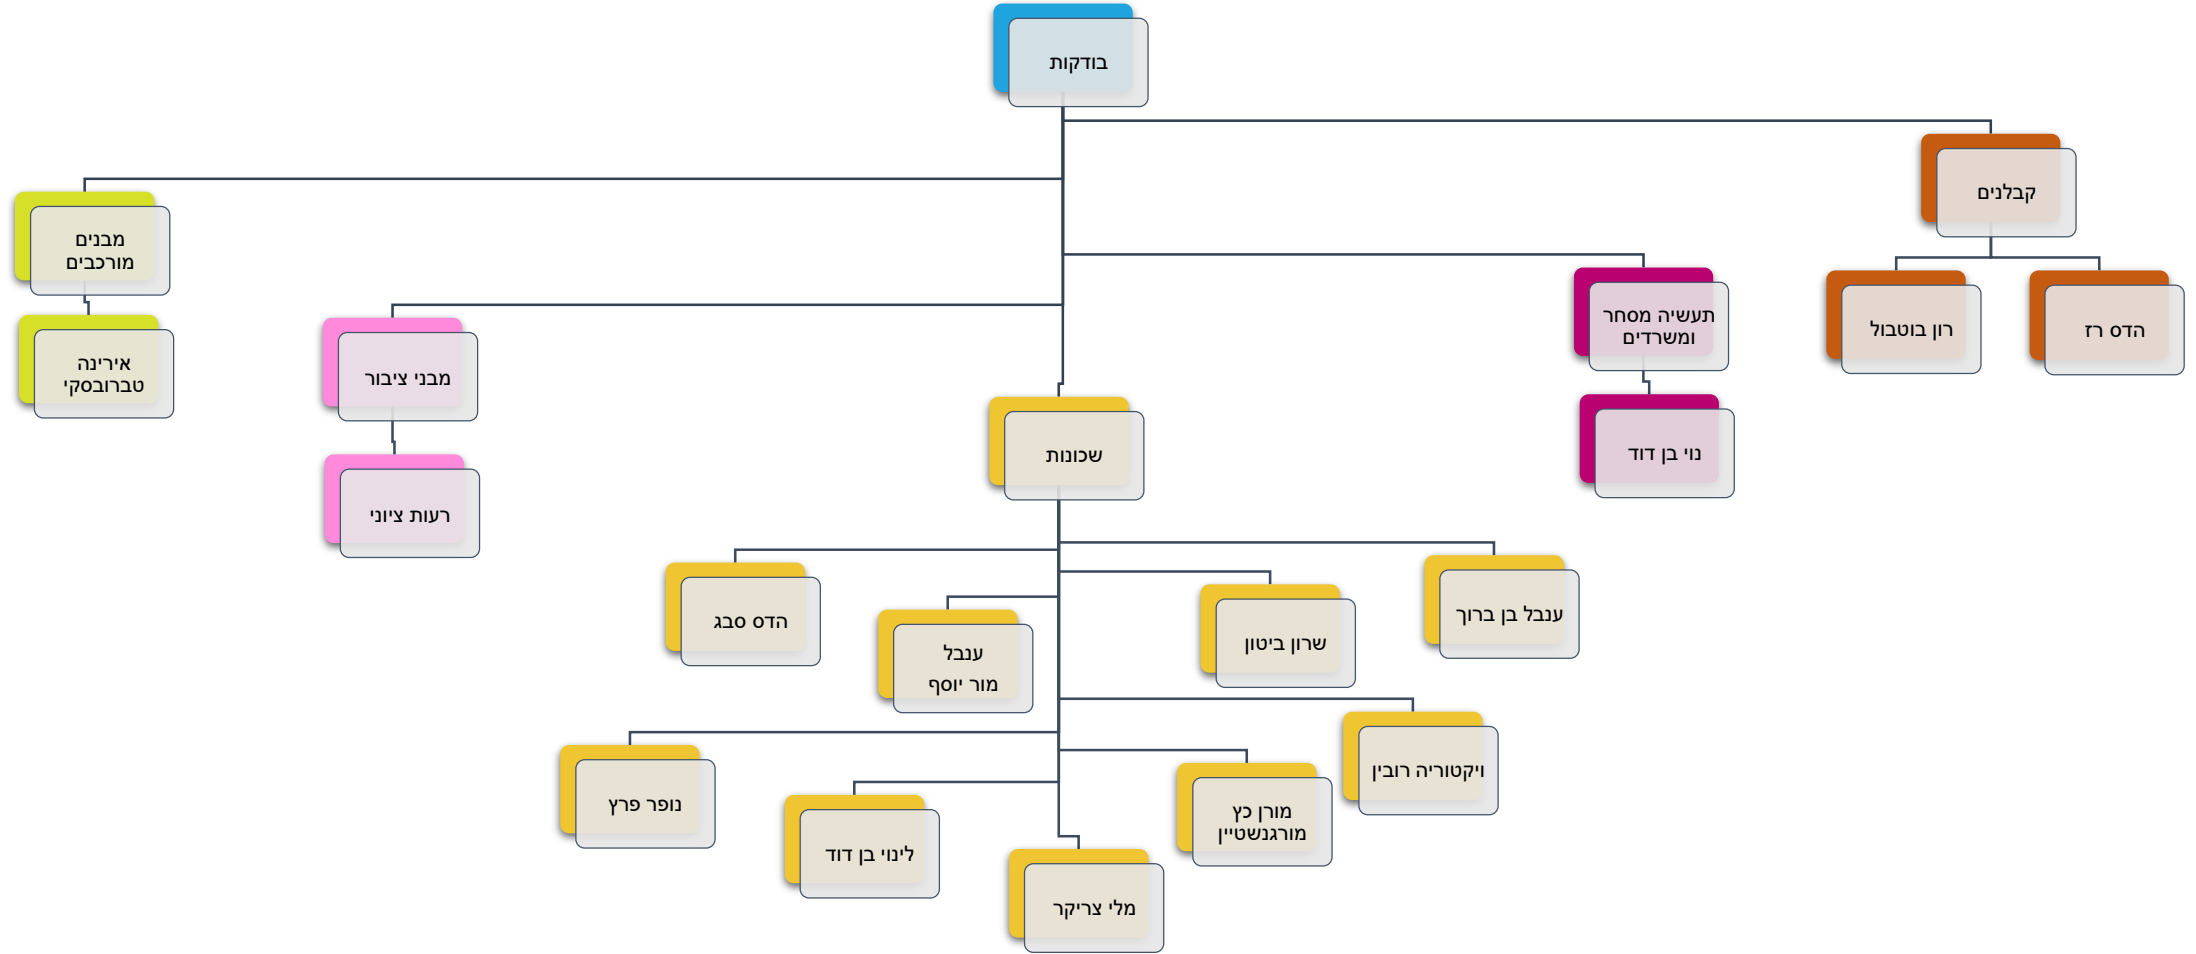 בודקות
קבלנים
הדס רז
רון בוטבול
תעשיה מסחר
ומשרדים
נוי בן דוד
שכונות
ענבל בן ברוך
שרון ביטון
ענבל
מור יוסף
הדס סבג
ויקטוריה רובין
מורן כץ
מורגנשטיין
מלי צריקר
לינוי בן דוד
נופר פרץ
מבני ציבור
רעות ציוני
מבנים
מורכבים
אירינה
טברובסקי